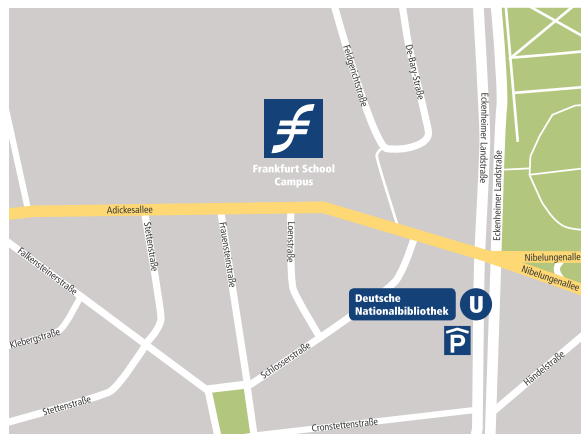 Feldgerichtstraße
De-Bary-Straße
Eckenheimer Landstraße
Eckenheimer Landstraße
Frankfurt School
Campus
Adickesallee
Stettenstraße
Frauensteinstraße
Loenstraße
Falkensteinerstraße
Nibelungenallee
Nibelungenallee
Deutsche
Nationalbibliothek
U
P
Klebergstraße
Schlosserstraße
Händelstraße
Stettenstraße
Cronstettenstraße